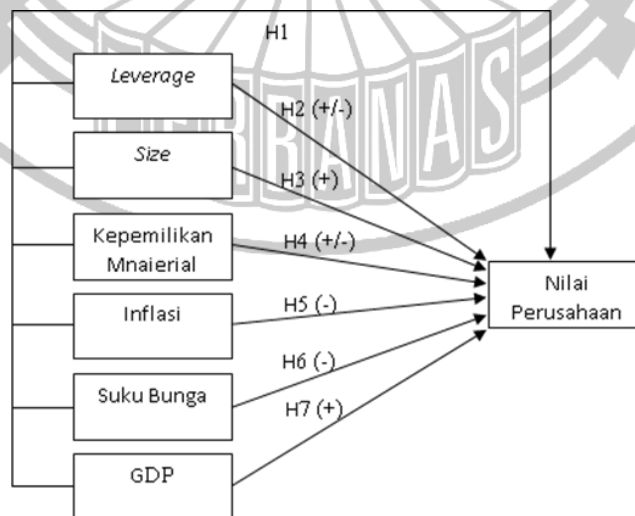 H1
Leverage
H2 (+/-)
Size
H3 (+)
Kepemilikan
Mnaierial
H4 (+/-)
Inflasi
H5 (-)
Suku Bunga
H6 (-)
GDP
H7 (+)
Nilai
Perusahaan